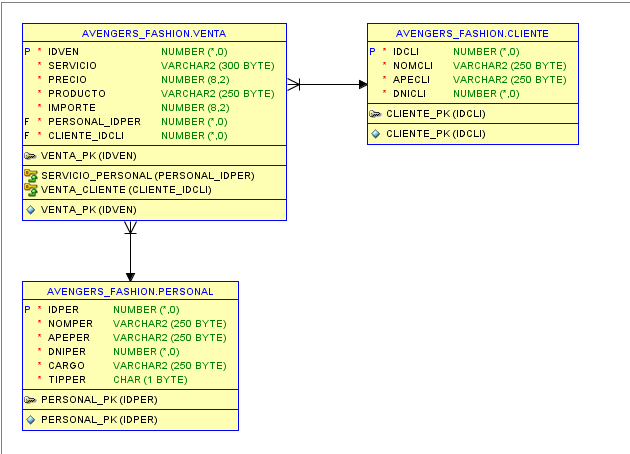 AVENGERS_FASHION.VENTA
P * IDVEN NUMBER (*,0)
* SERVICIO VARCHAR2 (300 BYTE)
* PRECIO NUMBER (8,2)
* PRODUCTO VARCHAR2 (250 BYTE)
* IMPORTE NUMBER (8,2)
F * PERSONAL_IDPER NUMBER (*,0)
F * CLIENTE_IDCLI NUMBER (*,0)
VENTA_PK (IDVEN)
SERVICIO_PERSONAL (PERSONAL_IDPER)
VENTA_CLIENTE (CLIENTE_IDCLI)
VENTA_PK (IDVEN)
AVENGERS_FASHION.CLIENTE
P * IDCLI NUMBER (*,0)
* NOMCLI VARCHAR2 (250 BYTE)
* APECLI VARCHAR2 (250 BYTE)
* DNICLI NUMBER (*,0)
CLIENTE_PK (IDCLI)
CLIENTE_PK (IDCLI)
AVENGERS_FASHION.PERSONAL
P * IDPER NUMBER (*,0)
* NOMPER VARCHAR2 (250 BYTE)
* APEPER VARCHAR2 (250 BYTE)
* DNIPER NUMBER (*,0)
* CARGO VARCHAR2 (250 BYTE)
* TIPPER CHAR (1 BYTE)
PERSONAL_PK (IDPER)
PERSONAL_PK (IDPER)